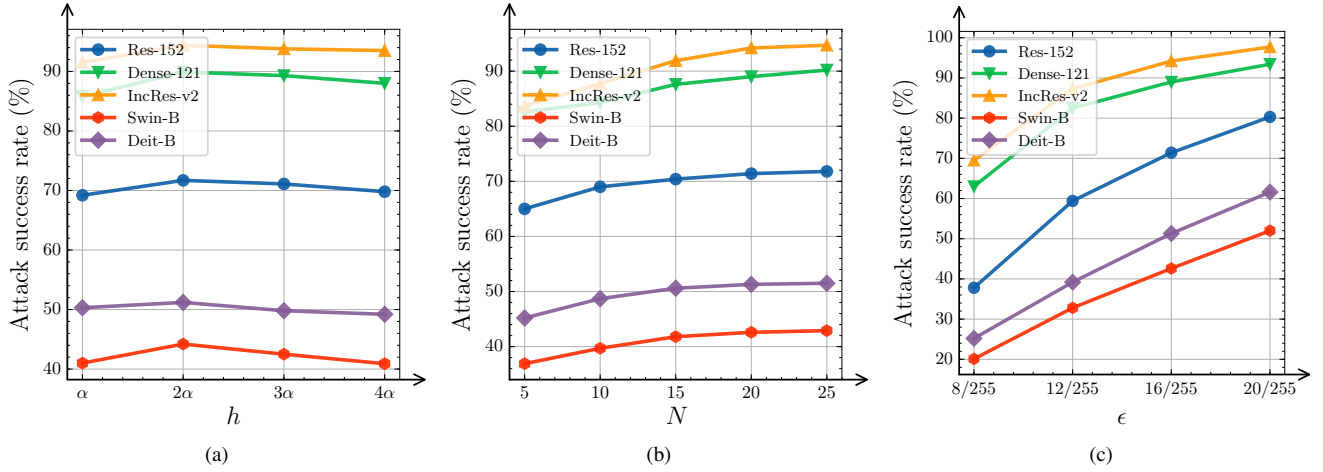 Attack success rate (%)
90
80
70
60
50
40
Res-152
Dense-121
IncRes-v2
Swin-B
Deit-B
α 2α 3α 4α
h
(a)
Attack success rate (%)
90
80
70
60
50
40
Res-152
Dense-121
IncRes-v2
Swin-B
Deit-B
5 10 15 20 25
N
(b)
Attack success rate (%)
100
90
80
70
60
50
40
30
20
Res-152
Dense-121
IncRes-v2
Swin-B
Deit-B
8/255 12/255 16/255 20/255
ϵ
(c)